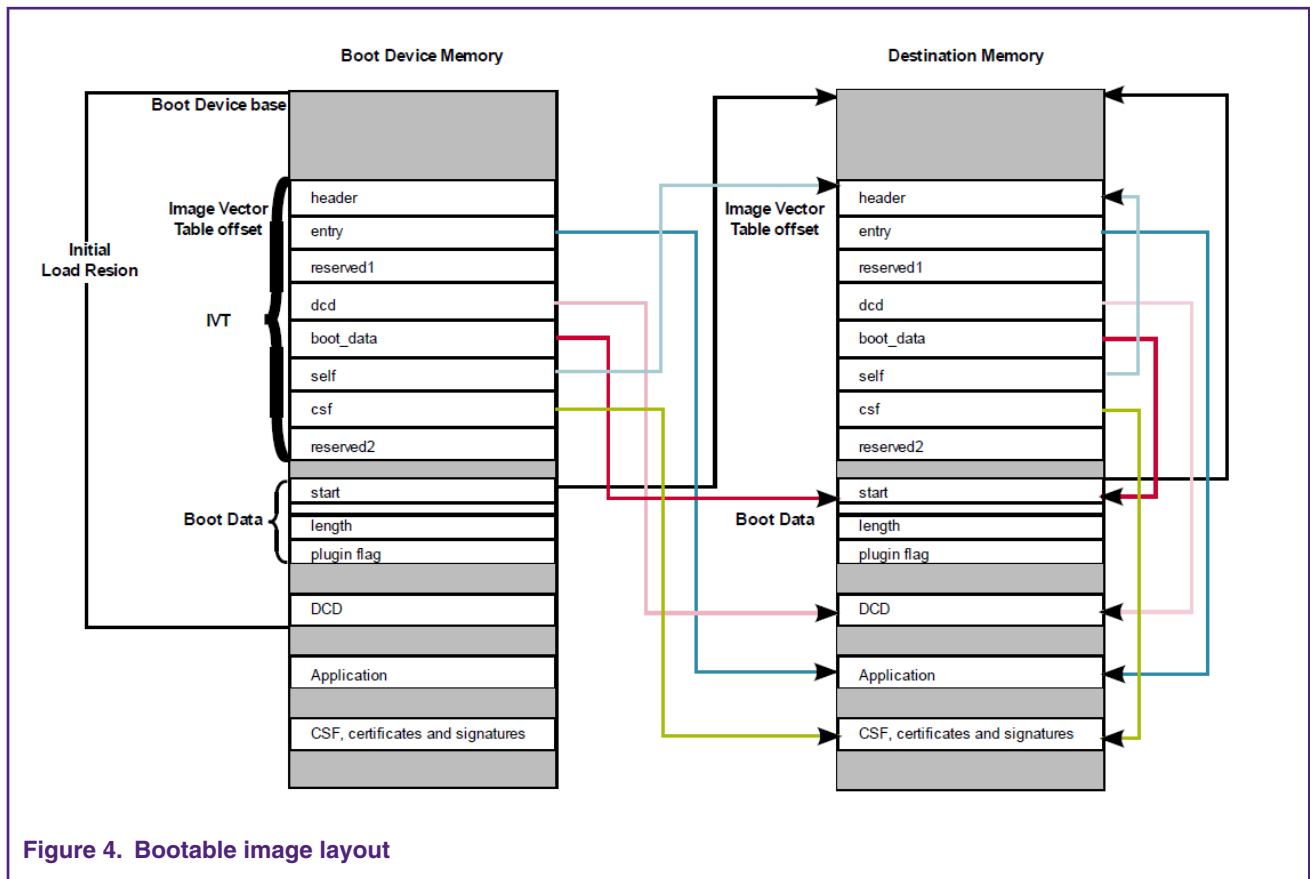 Boot Device Memory
Destination Memory
Boot Device base
header
Image Vector
Table offset
entry
reserved1
Initial
Load Resion
dcd
IVT
boot_data
self
csf
reserved2
start
Boot Data
length
plugin flag
DCD
Application
CSF, certificates and signatures
header
Image Vector
Table offset
entry
reserved1
dcd
boot_data
self
csf
reserved2
start
Boot Data
length
plugin flag
DCD
Application
CSF, certificates and signatures
Figure 4. Bootable image layout